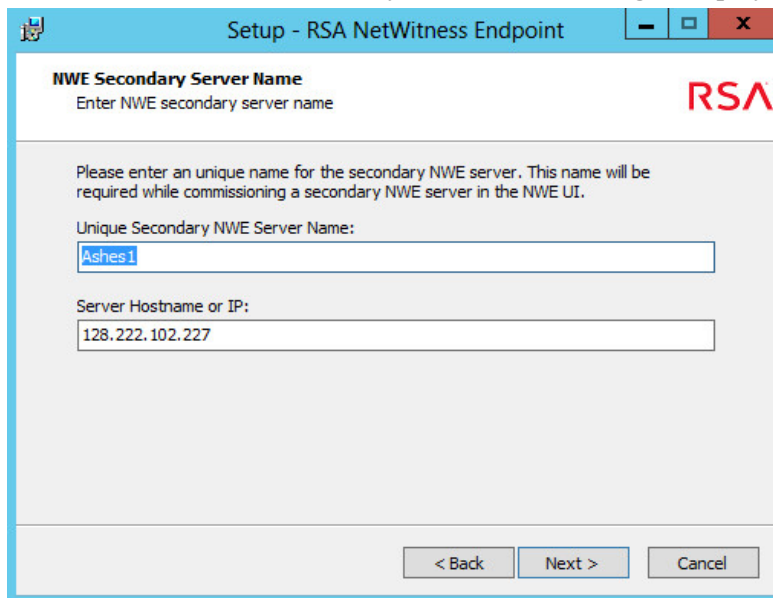 Setup - RSA NetWitness Endpoint
NWE Secondary Server Name
Enter NWE secondary server name
RSA
Please enter an unique name for the secondary NWE server. This name will be
required while commissioning a secondary NWE server in the NWE UI.
Unique Secondary NWE Server Name:
Ashes1
Server Hostname or IP:
128.222.102.227
< Back Next > Cancel